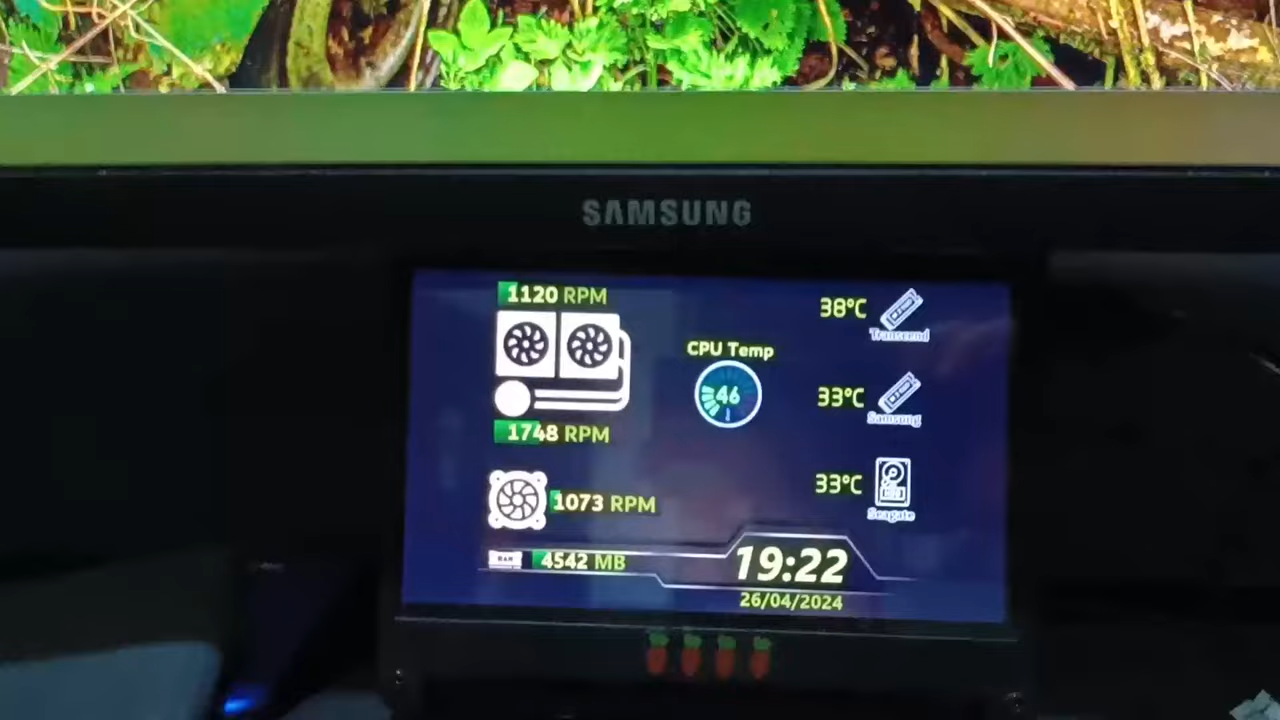 SAMSUNG
1120 RPM
38°C
Transcend
CPU Temp
46
33°C
Samsung
1748 RPM
33°C
Seagate
1073 RPM
RAM
4542 MB
19:22
26/04/2024